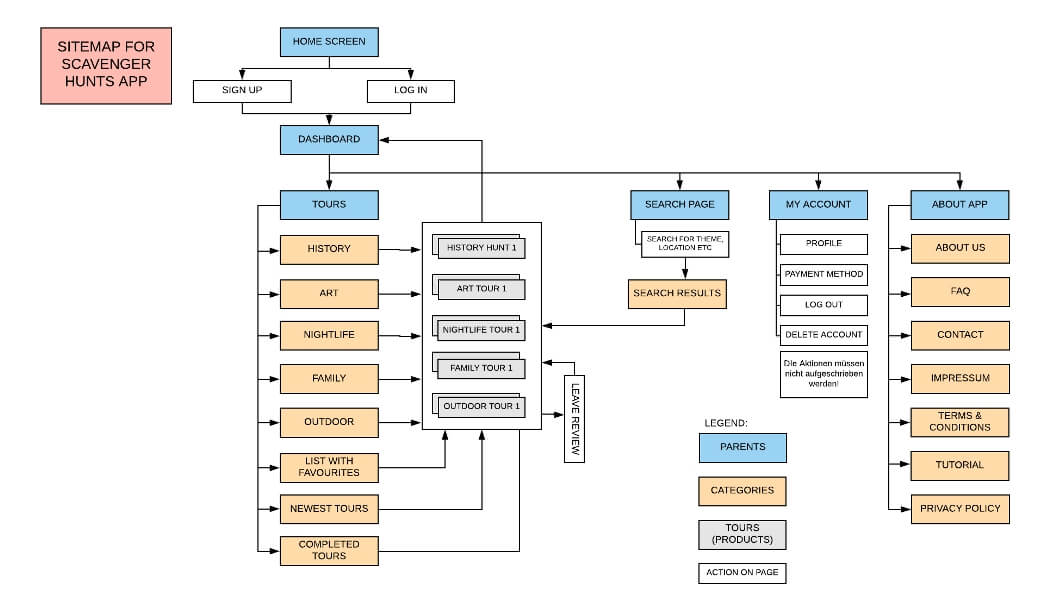 SITEMAP FOR
SCAVENGER
HUNTS APP
HOME SCREEN
SIGN UP
LOG IN
DASHBOARD
TOURS
HISTORY
ART
NIGHTLIFE
FAMILY
OUTDOOR
LIST WITH
FAVOURITES
NEWEST TOURS
COMPLETED
TOURS
HISTORY HUNT 1
ART TOUR 1
NIGHTLIFE TOUR 1
FAMILY TOUR 1
OUTDOOR TOUR 1
LEAVE REVIEW
SEARCH PAGE
SEARCH FOR THEME,
LOCATION ETC
SEARCH RESULTS
MY ACCOUNT
PROFILE
PAYMENT METHOD
LOG OUT
DELETE ACCOUNT
Die Aktionen müssen
nicht aufgeschrieben
werden!
ABOUT APP
ABOUT US
FAQ
CONTACT
IMPRESSUM
TERMS &
CONDITIONS
TUTORIAL
PRIVACY POLICY
LEGEND:
PARENTS
CATEGORIES
TOURS
(PRODUCTS)
ACTION ON PAGE